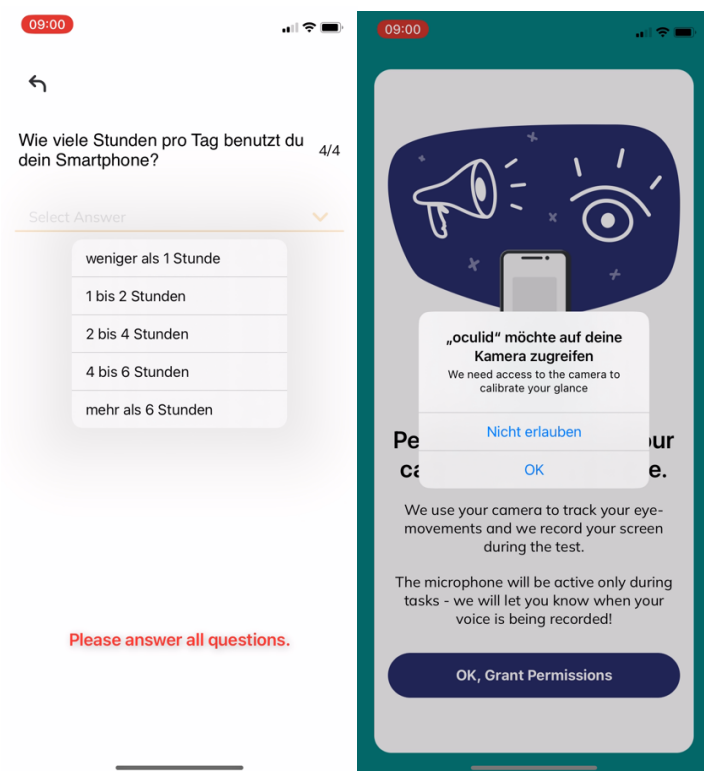 09:00
Wie viele Stunden pro Tag benutzt du
dein Smartphone?
4/4
Select Answer
weniger als 1 Stunde
1 bis 2 Stunden
2 bis 4 Stunden
4 bis 6 Stunden
mehr als 6 Stunden
Please answer all questions.
09:00
„oculid“ möchte auf deine
Kamera zugreifen
We need access to the camera to
calibrate your glance
Nicht erlauben
OK
We use your camera to track your eye-
movements and we record your screen
during the test.
The microphone will be active only during
tasks - we will let you know when your
voice is being recorded!
OK, Grant Permissions